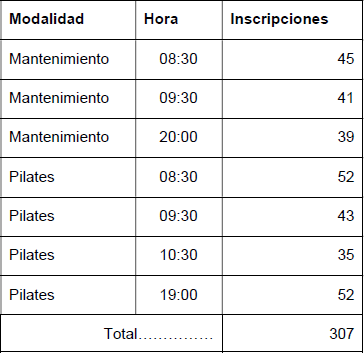 Modalidad Hora Inscripciones
Mantenimiento 08:30 45
Mantenimiento 09:30 41
Mantenimiento 20:00 39
Pilates 08:30 52
Pilates 09:30 43
Pilates 10:30 35
Pilates 19:00 52
Total…………… 307